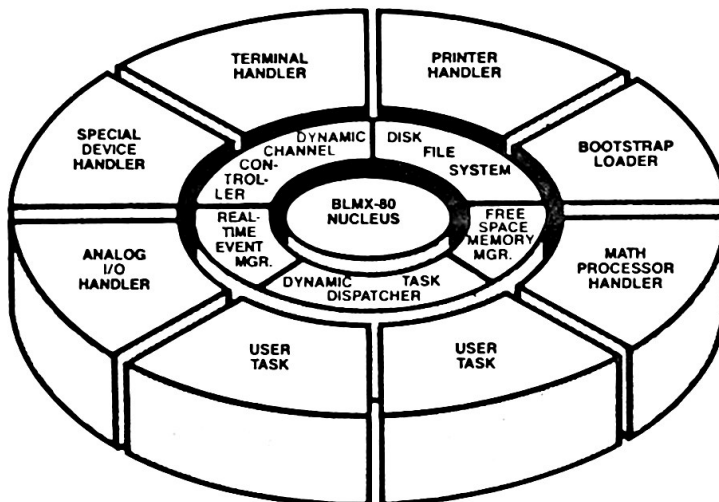 TERMINAL
HANDLER
PRINTER
HANDLER
SPECIAL
DEVICE
HANDLER
BOOTSTRAP
LOADER
DYNAMIC
CHANNEL
CON-
TROL-
LER
DISK
FILE
SYSTEM
BLMX-80
NUCLEUS
REAL-
TIME
EVENT
MGR.
FREE
SPACE
MEMORY
MGR.
ANALOG
I/O
HANDLER
MATH
PROCESSOR
HANDLER
DYNAMIC TASK
DISPATCHER
USER
TASK
USER
TASK